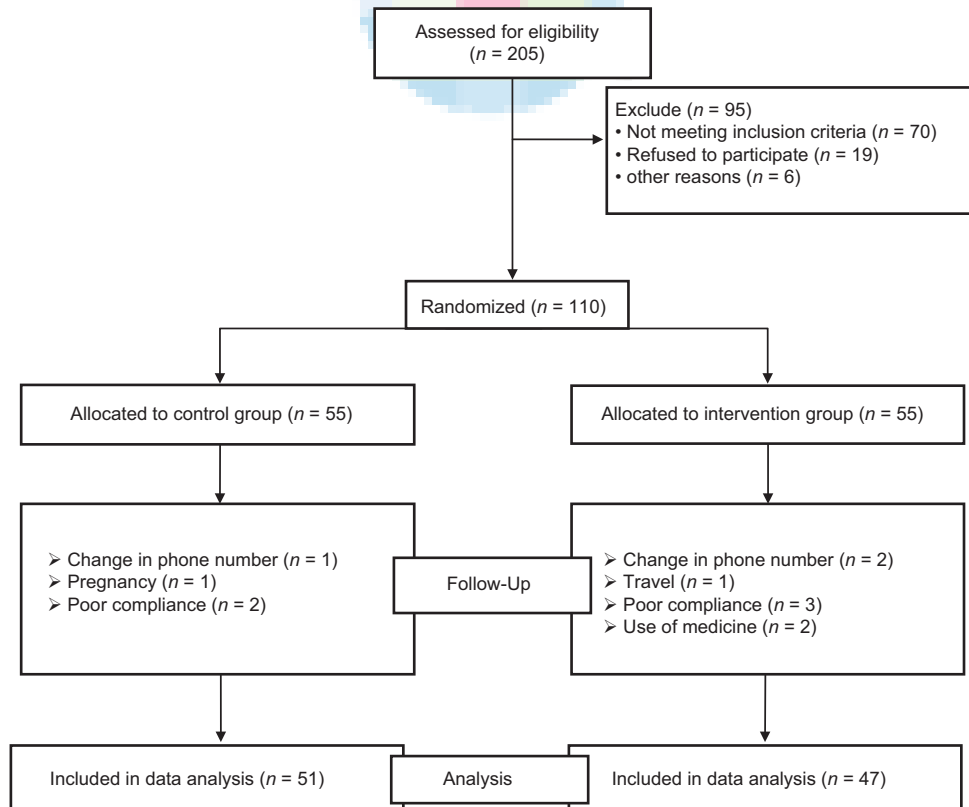 Assessed for eligibility
(n = 205)
Exclude (n = 95)
• Not meeting inclusion criteria (n = 70)
• Refused to participate (n = 19)
• other reasons (n = 6)
Randomized (n = 110)
Allocated to control group (n = 55)
Allocated to intervention group (n = 55)
➢ Change in phone number (n = 1)
➢ Pregnancy (n = 1)
➢ Poor compliance (n = 2)
Follow-Up
➢ Change in phone number (n = 2)
➢ Travel (n = 1)
➢ Poor compliance (n = 3)
➢ Use of medicine (n = 2)
Included in data analysis (n = 51)
Analysis
Included in data analysis (n = 47)